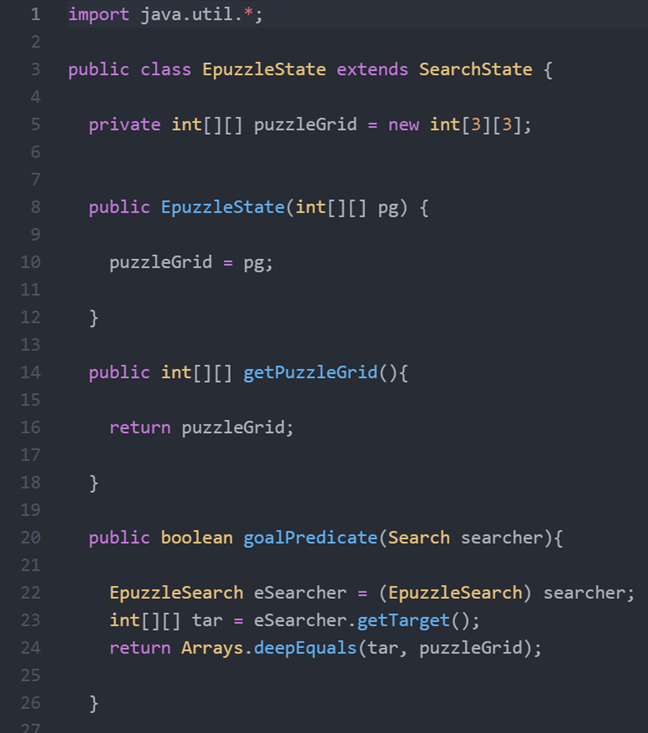 1 import java.util.*;
2
3 public class EpuzzleState extends SearchState {
4
5 private int[][] puzzleGrid = new int[3][3];
6
7
8 public EpuzzleState(int[][] pg) {
9
10 puzzleGrid = pg;
11
12 }
13
14 public int[][] getPuzzleGrid(){
15
16 return puzzleGrid;
17
18 }
19
20 public boolean goalPredicate(Search searcher){
21
22 EpuzzleSearch eSearcher = (EpuzzleSearch) searcher;
23 int[][] tar = eSearcher.getTarget();
24 return Arrays.deepEquals(tar, puzzleGrid);
25
26 }
27